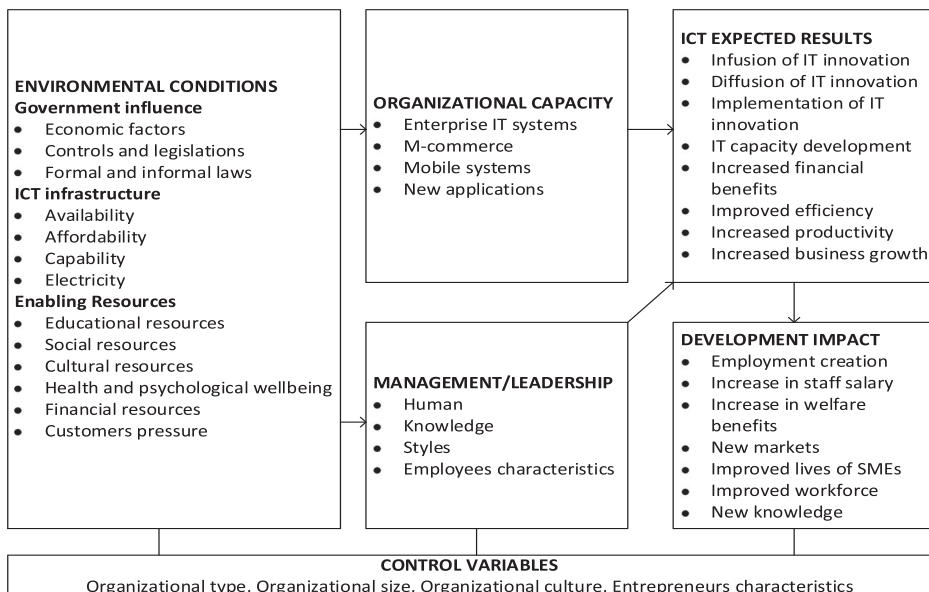 ENVIRONMENTAL CONDITIONS
Government influence
• Economic factors
• Controls and legislations
• Formal and informal laws
ICT infrastructure
• Availability
• Affordability
• Capability
• Electricity
Enabling Resources
• Educational resources
• Social resources
• Cultural resources
• Health and psychological wellbeing
• Financial resources
• Customers pressure
ORGANIZATIONAL CAPACITY
• Enterprise IT systems
• M-commerce
• Mobile systems
• New applications
MANAGEMENT/LEADERSHIP
• Human
• Knowledge
• Styles
• Employees characteristics
ICT EXPECTED RESULTS
• Infusion of IT innovation
• Diffusion of IT innovation
• Implementation of IT
innovation
• IT capacity development
• Increased financial
benefits
• Improved efficiency
• Increased productivity
• Increased business growth
DEVELOPMENT IMPACT
• Employment creation
• Increase in staff salary
• Increase in welfare
benefits
• New markets
• Improved lives of SMEs
• Improved workforce
• New knowledge
CONTROL VARIABLES
Organizational type, Organizational size, Organizational culture, Entrepreneurs characteristics